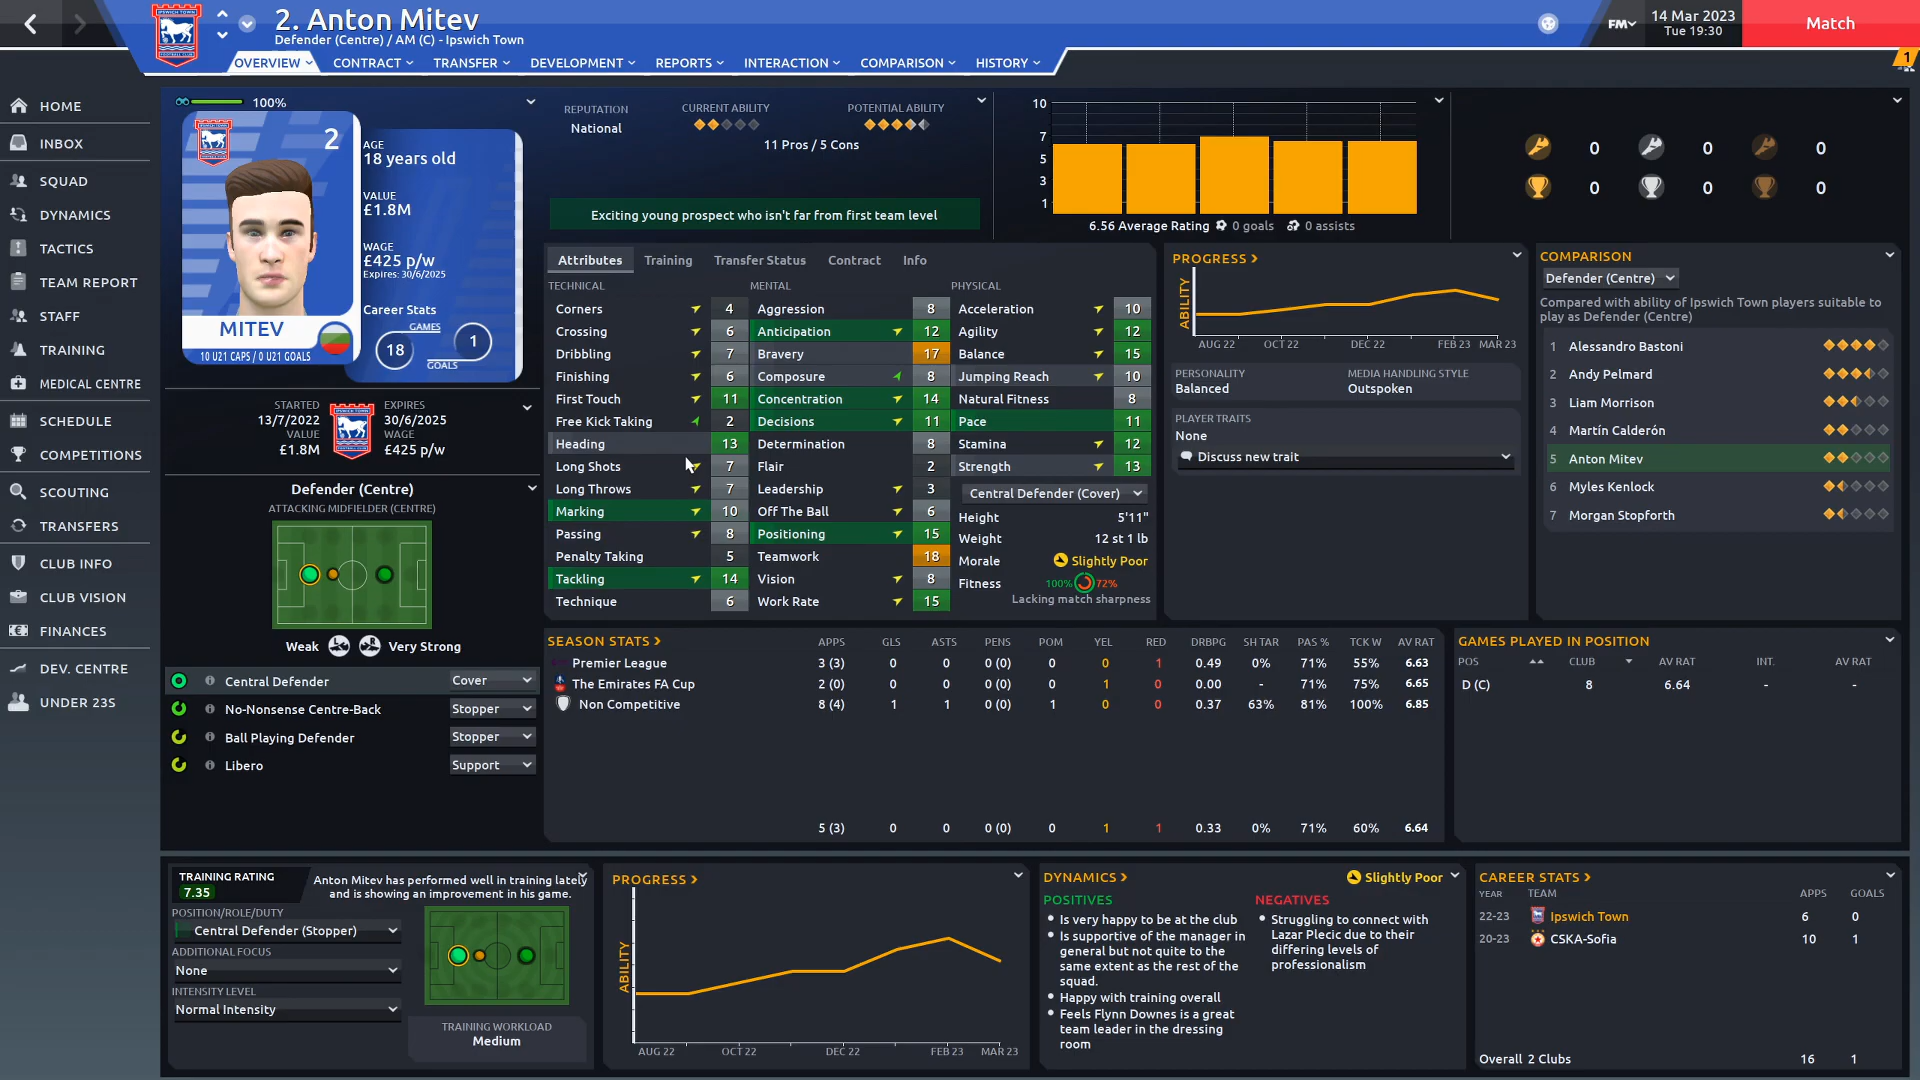 2. Anton Mitev
Defender (Centre) / AM (C) - Ipswich Town
FM
14 Mar 2023
Tue 19:30
Match
1
OVERVIEW
CONTRACT
TRANSFER
DEVELOPMENT
REPORTS
INTERACTION
COMPARISON
HISTORY
HOME
INBOX
SQUAD
DYNAMICS
TACTICS
TEAM REPORT
STAFF
TRAINING
MEDICAL CENTRE
SCHEDULE
COMPETITIONS
SCOUTING
TRANSFERS
CLUB INFO
CLUB VISION
FINANCES
DEV. CENTRE
UNDER 23S
100%
2
MITEV
10 U21 CAPS / 0 U21 GOALS
AGE
18 years old
VALUE
£1.8M
WAGE
£425 p/w
Expires: 30/6/2025
Career Stats
GAMES
18
1
GOALS
STARTED
13/7/2022
VALUE
£1.8M
EXPIRES
30/6/2025
WAGE
£425 p/w
Defender (Centre)
ATTACKING MIDFIELDER (CENTRE)
Weak
Very Strong
Central Defender Cover
No-Nonsense Centre-Back Stopper
Ball Playing Defender Stopper
Libero Support
REPUTATION
National
CURRENT ABILITY
POTENTIAL ABILITY
11 Pros / 5 Cons
Exciting young prospect who isn't far from first team level
10
7
5
3
1
6.56 Average Rating 0 goals 0 assists
0 0 0
0 0 0
Attributes Training Transfer Status Contract Info
TECHNICAL
Corners 4
Crossing 6
Dribbling 7
Finishing 6
First Touch 11
Free Kick Taking 2
Heading 13
Long Shots 7
Long Throws 7
Marking 10
Passing 8
Penalty Taking 5
Tackling 14
Technique 6
MENTAL
Aggression 8
Anticipation 12
Bravery 17
Composure 8
Concentration 14
Decisions 11
Determination 8
Flair 2
Leadership 3
Off The Ball 6
Positioning 15
Teamwork 18
Vision 8
Work Rate 15
PHYSICAL
Acceleration 10
Agility 12
Balance 15
Jumping Reach 10
Natural Fitness 8
Pace 11
Stamina 12
Strength 13
Central Defender (Cover)
Height 5'11"
Weight 12 st 1 lb
Morale Slightly Poor
Fitness 100% 72%
Lacking match sharpness
PROGRESS >
ABILITY
AUG 22 OCT 22 DEC 22 FEB 23 MAR 23
PERSONALITY
Balanced
MEDIA HANDLING STYLE
Outspoken
PLAYER TRAITS
None
Discuss new trait
COMPARISON
Defender (Centre)
Compared with ability of Ipswich Town players suitable to
play as Defender (Centre)
1 Alessandro Bastoni
2 Andy Pelmard
3 Liam Morrison
4 Martín Calderón
5 Anton Mitev
6 Myles Kenlock
7 Morgan Stopforth
SEASON STATS > APPS GLS ASTS PENS POM YEL RED DRBPG SH TAR PAS % TCK W AV RAT
Premier League 3 (3) 0 0 0 (0) 0 0 1 0.49 0% 71% 55% 6.63
The Emirates FA Cup 2 (0) 0 0 0 (0) 0 1 0 0.00 - 71% 75% 6.65
Non Competitive 8 (4) 1 1 0 (0) 1 0 0 0.37 63% 81% 100% 6.85
5 (3) 0 0 0 (0) 0 1 1 0.33 0% 71% 60% 6.64
GAMES PLAYED IN POSITION
POS CLUB AV RAT INT. AV RAT
D (C) 8 6.64 - -
TRAINING RATING
7.35
Anton Mitev has performed well in training lately
and is showing an improvement in his game.
POSITION/ROLE/DUTY
Central Defender (Stopper)
ADDITIONAL FOCUS
None
INTENSITY LEVEL
Normal Intensity
TRAINING WORKLOAD
Medium
PROGRESS >
ABILITY
AUG 22 OCT 22 DEC 22 FEB 23 MAR 23
DYNAMICS >
Slightly Poor
POSITIVES
• Is very happy to be at the club
• Is supportive of the manager in
general but not quite to the
same extent as the rest of the
squad.
• Happy with training overall
• Feels Flynn Downes is a great
team leader in the dressing
room
NEGATIVES
• Struggling to connect with
Lazar Plecic due to their
differing levels of
professionalism
CAREER STATS >
YEAR TEAM APPS GOALS
22-23 Ipswich Town 6 0
20-23 CSKA-Sofia 10 1
Overall 2 Clubs 16 1